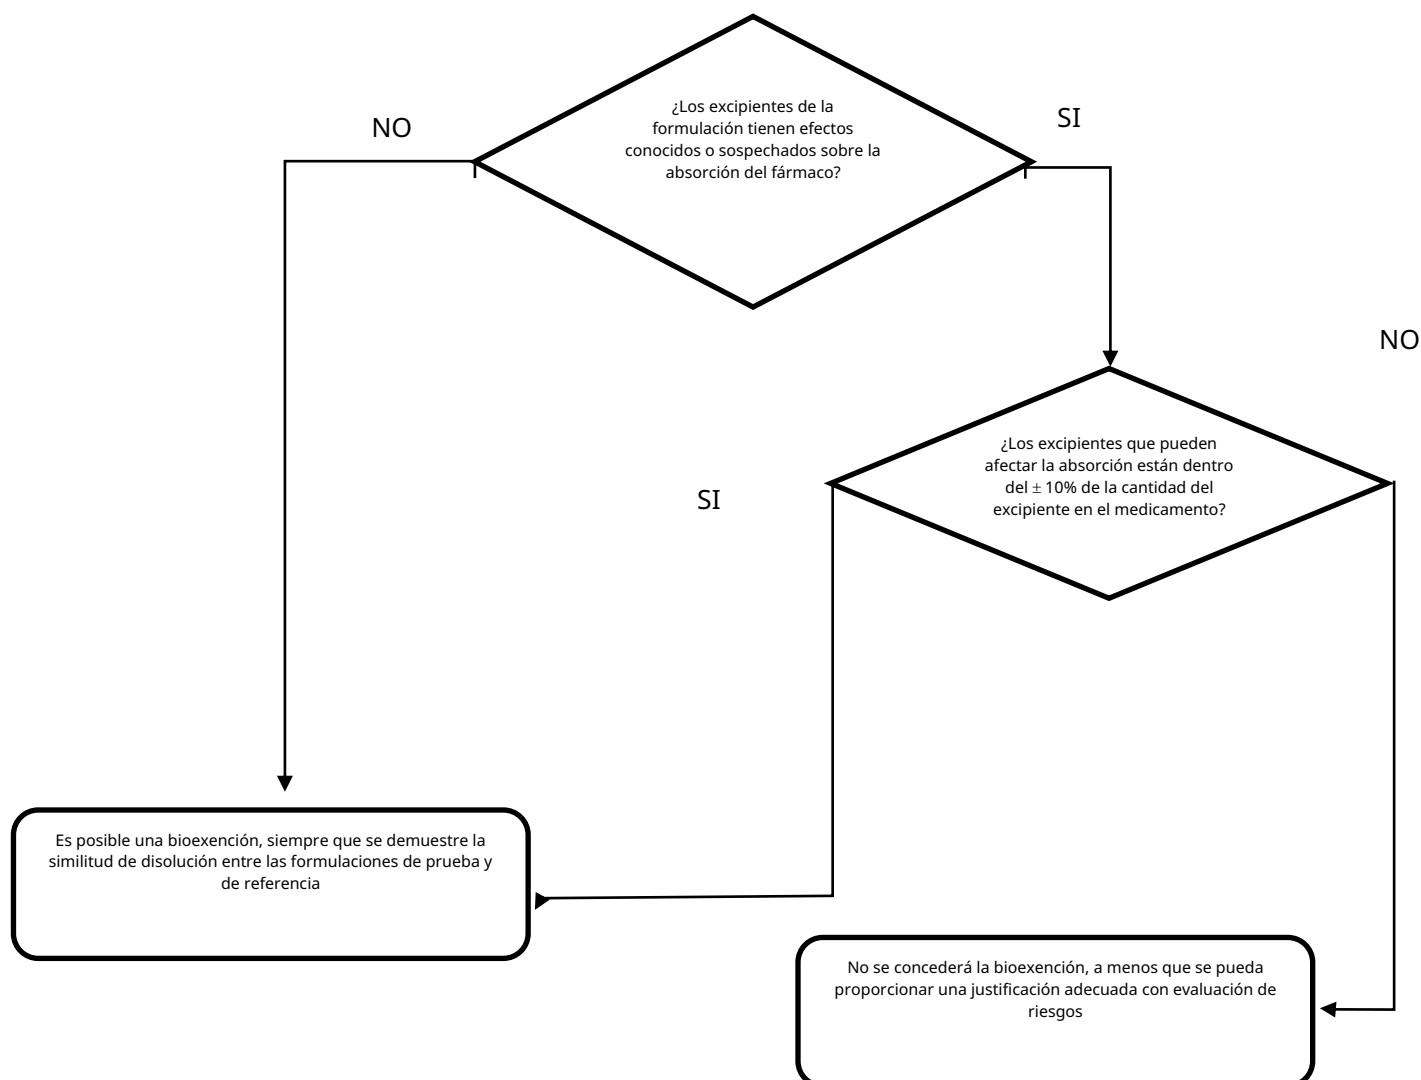 ¿Los excipientes de la
formulación tienen efectos
conocidos o sospechados sobre la
absorción del fármaco?
NO
SI
NO
¿Los excipientes que pueden
afectar la absorción están dentro
del ± 10% de la cantidad del
excipiente en el medicamento?
SI
Es posible una bioexención, siempre que se demuestre la
similitud de disolución entre las formulaciones de prueba y
de referencia
No se concederá la bioexención, a menos que se pueda
proporcionar una justificación adecuada con evaluación de
riesgos